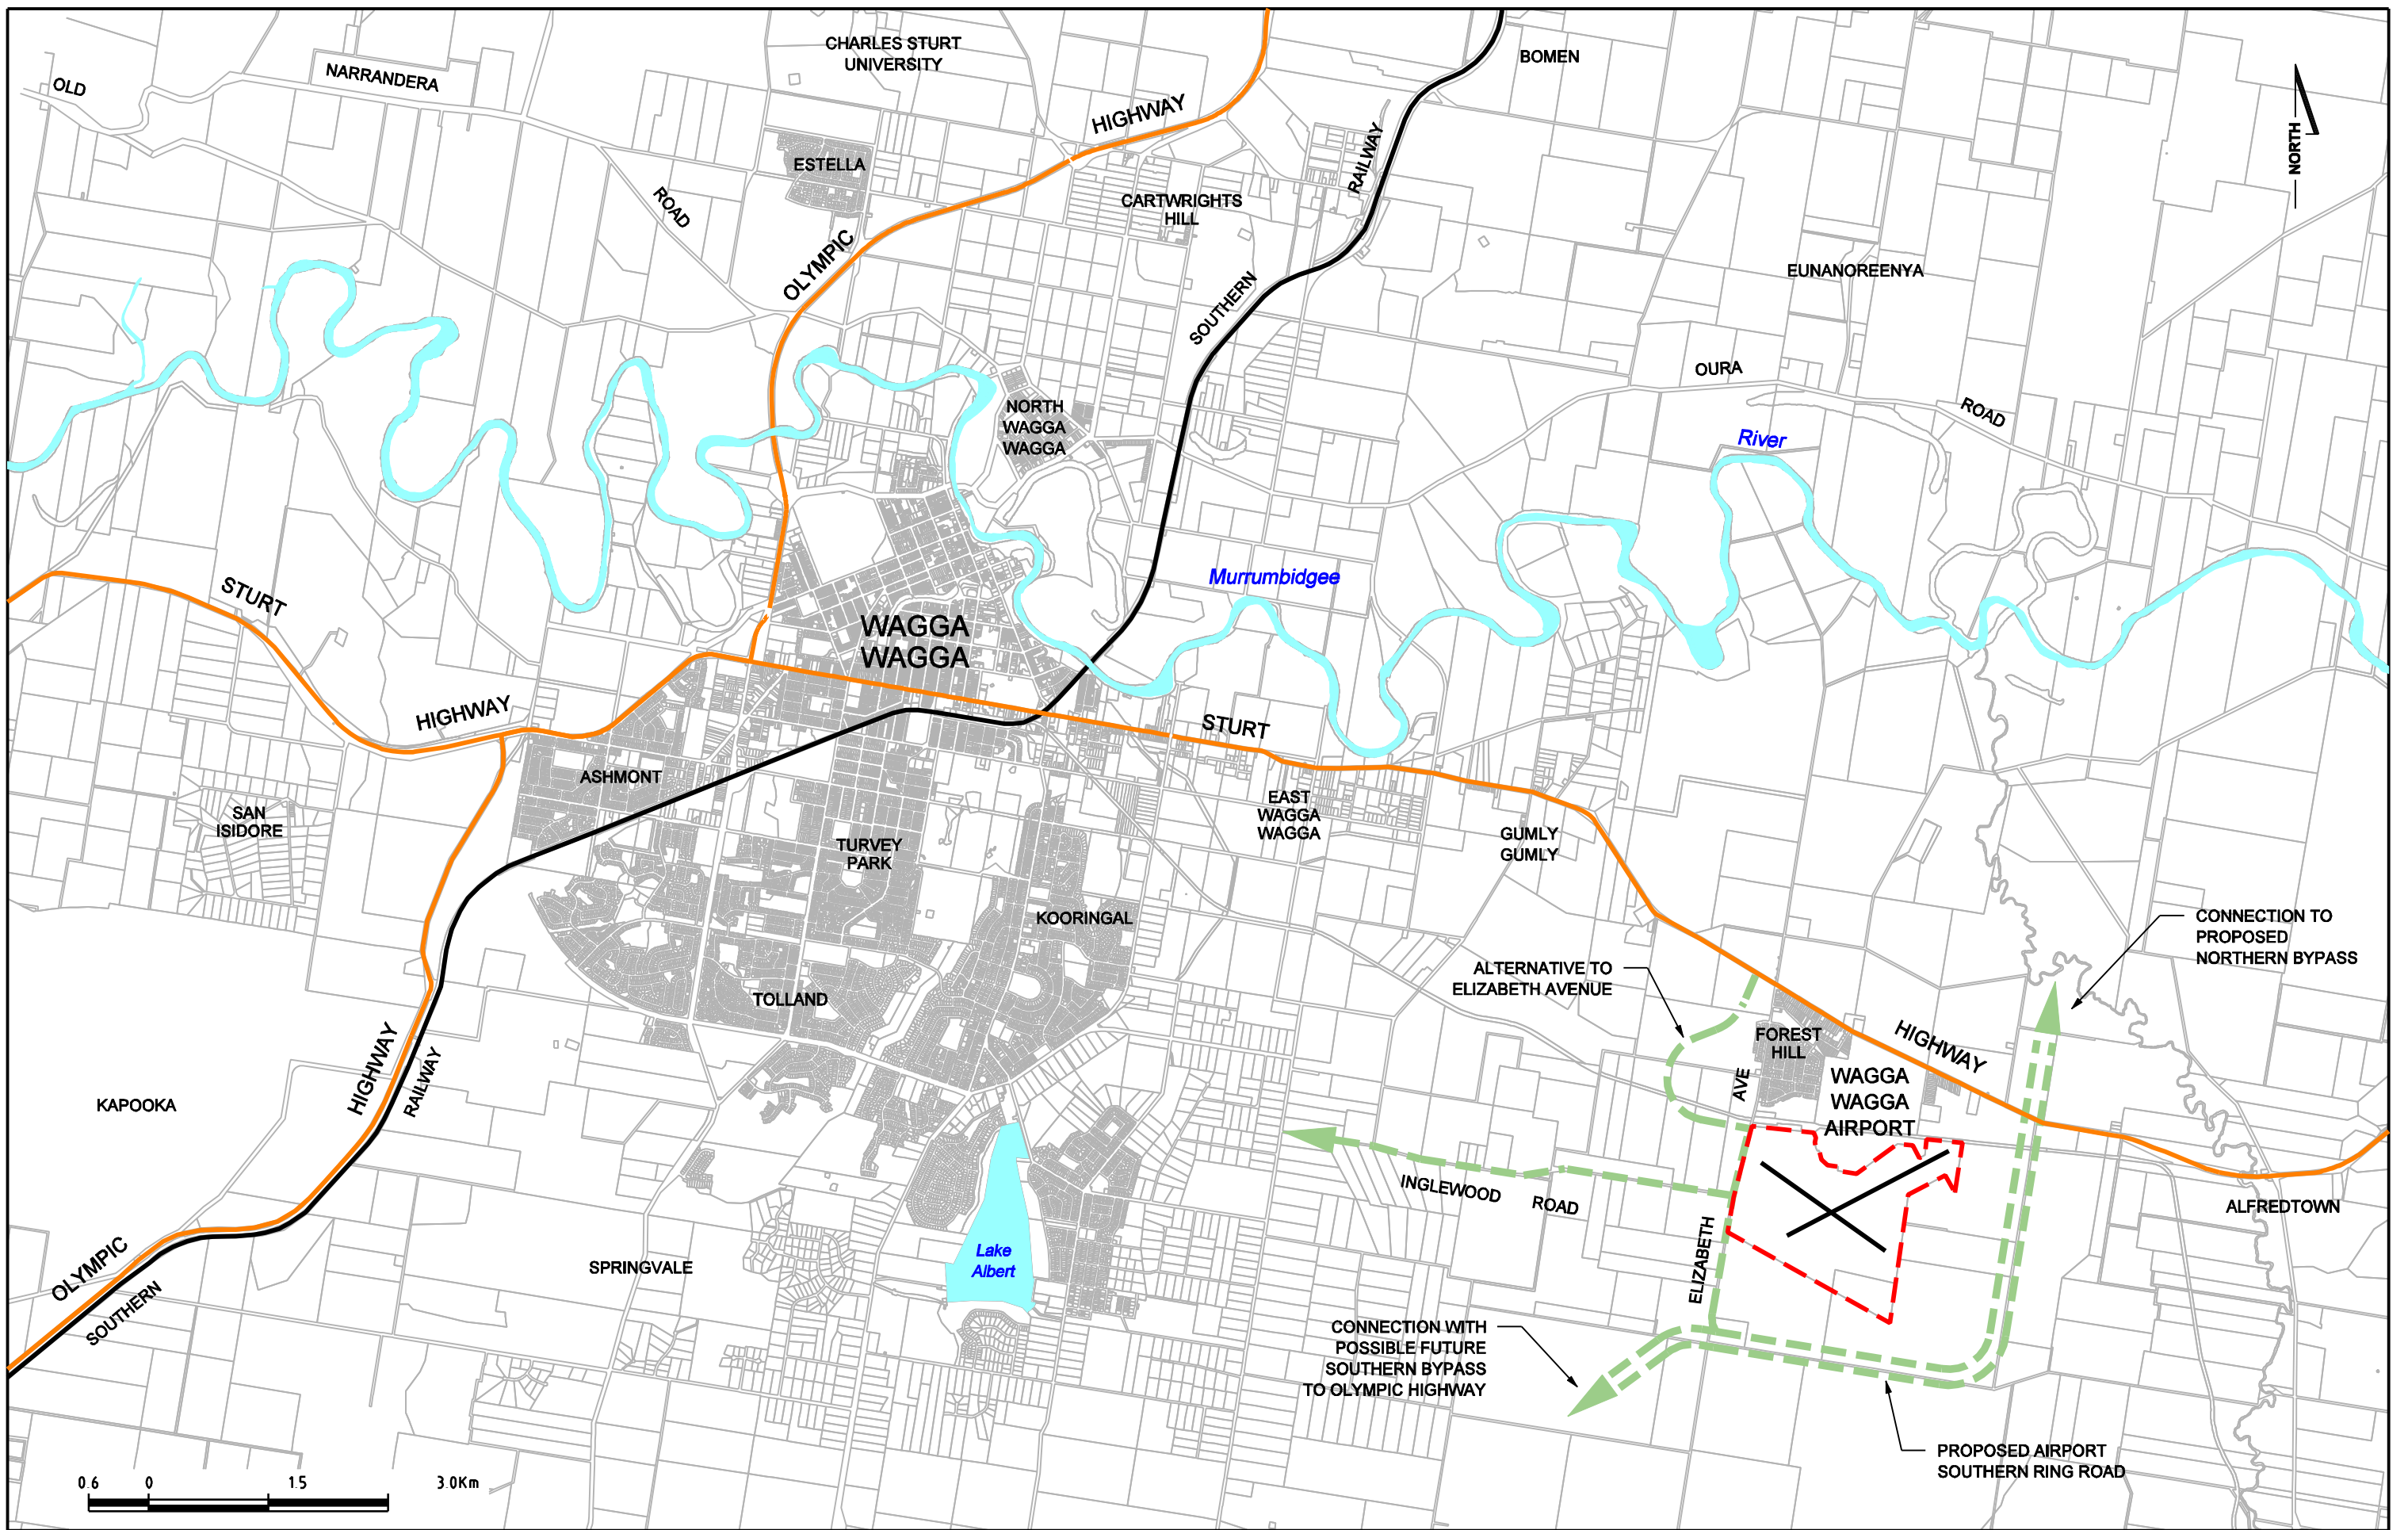 CHARLES STURT
UNIVERSITY
BOMEN
OLD
NARRANDERA
ROAD
HIGHWAY
NORTH
ESTELLA
RAILWAY
CARTWRIGHTS
HILL
OLYMPIC
EUNANOREENYA
SOUTHERN
OURA
ROAD
NORTH
WAGGA
WAGGA
River
Murrumbidgee
STURT
WAGGA
WAGGA
HIGHWAY
STURT
ASHMONT
SAN
ISIDORE
EAST
WAGGA
WAGGA
GUMLY
GUMLY
TURVEY
PARK
KOORINGAL
CONNECTION TO
PROPOSED
NORTHERN BYPASS
ALTERNATIVE TO
ELIZABETH AVENUE
TOLLAND
FOREST
HILL
HIGHWAY
HIGHWAY
RAILWAY
AVE
WAGGA
WAGGA
AIRPORT
KAPOOKA
INGLEWOOD ROAD
ALFREDTOWN
ELIZABETH
Lake
Albert
SPRINGVALE
OLYMPIC
SOUTHERN
CONNECTION WITH
POSSIBLE FUTURE
SOUTHERN BYPASS
TO OLYMPIC HIGHWAY
PROPOSED AIRPORT
SOUTHERN RING ROAD
0.6 0 1.5 3.0Km